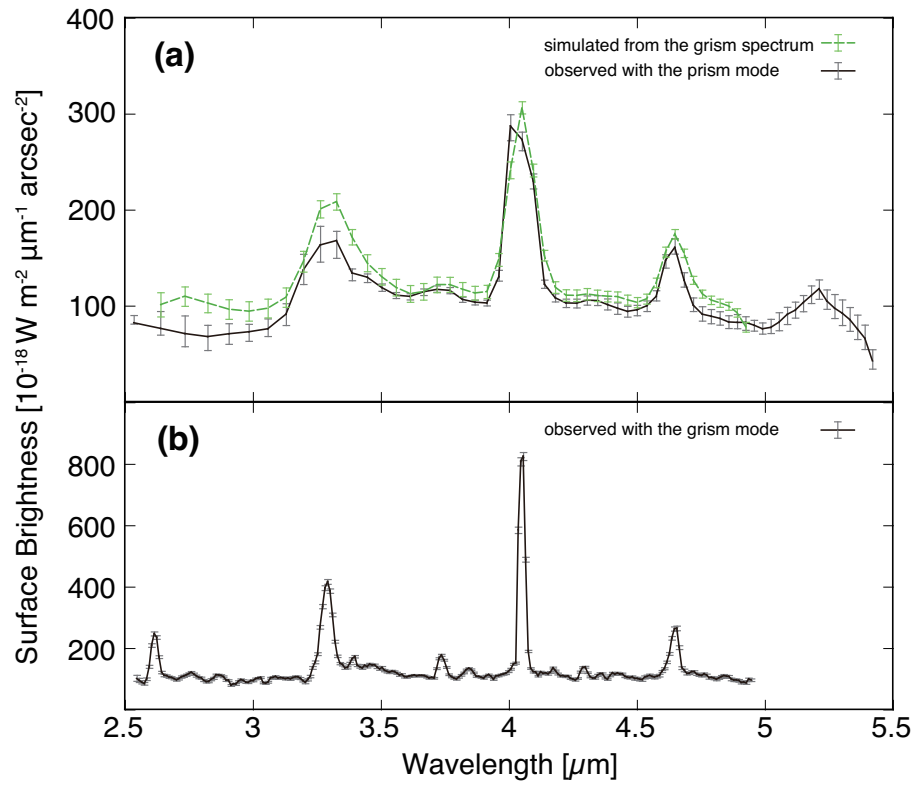 400
(a)
simulated from the grism spectrum
observed with the prism mode
300
200
100
(b)
observed with the grism mode
800
600
400
200
2.5 3 3.5 4 4.5 5 5.5
Wavelength [µm]
Surface Brightness [10⁻¹⁸ W m⁻² µm⁻¹ arcsec⁻²]